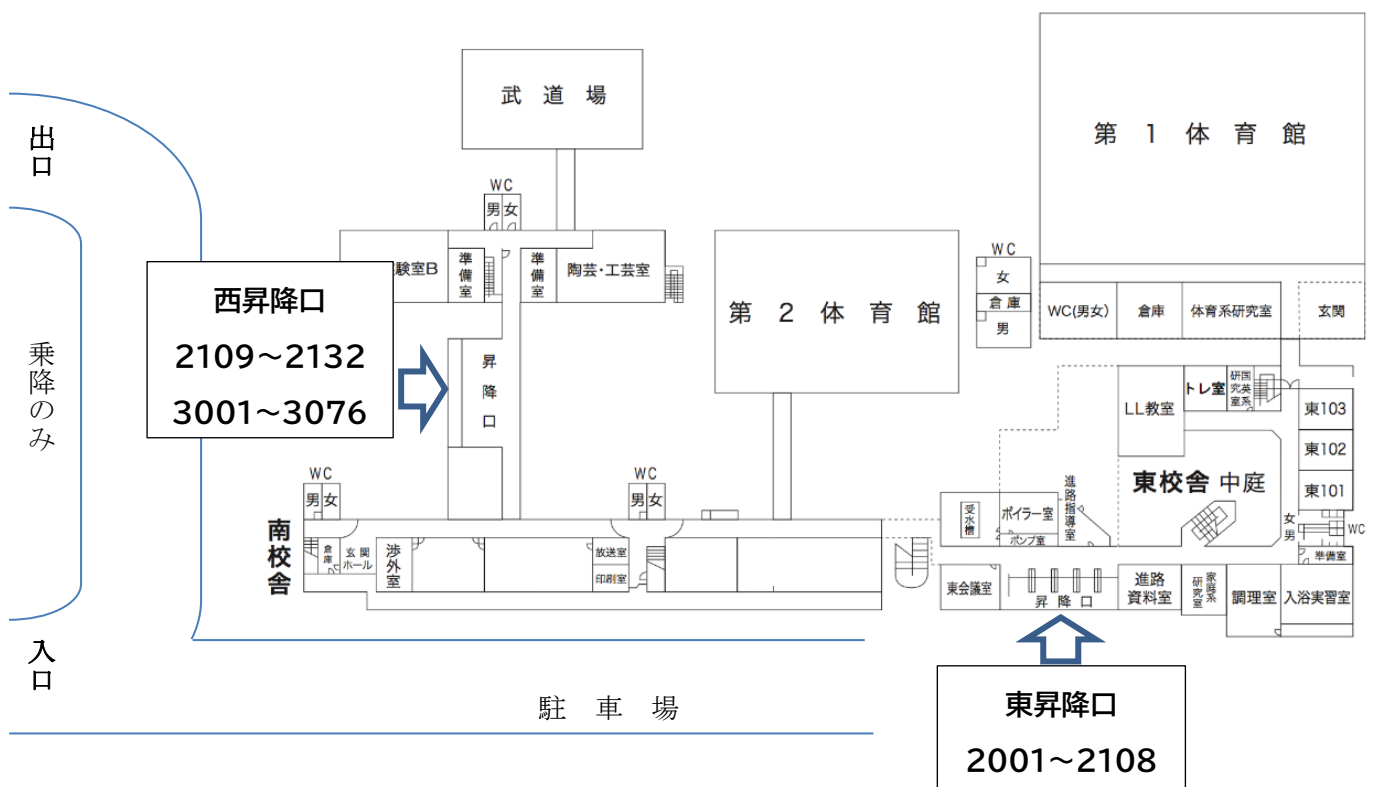 武道場
第1体育館
出口
WC
男 女
験室B
準備室
準備室
陶芸・工芸室
西昇降口
2109～2132
3001～3076
昇降口
乗降のみ
第2体育館
WC
女
倉庫
男
WC(男女)
倉庫
体育系研究室
玄関
LL教室
トレ室
国英系研究室
東103
東102
東101
東校舎 中庭
進路指導室
受水槽
ボイラー室
ポンプ室
女
男
WC
準備室
WC
男 女
WC
男 女
南校舎
倉庫
玄関ホール
渉外室
放送室
印刷室
東会議室
昇降口
進路資料室
家庭系研究室
調理室
入浴実習室
入口
駐車場
東昇降口
2001～2108